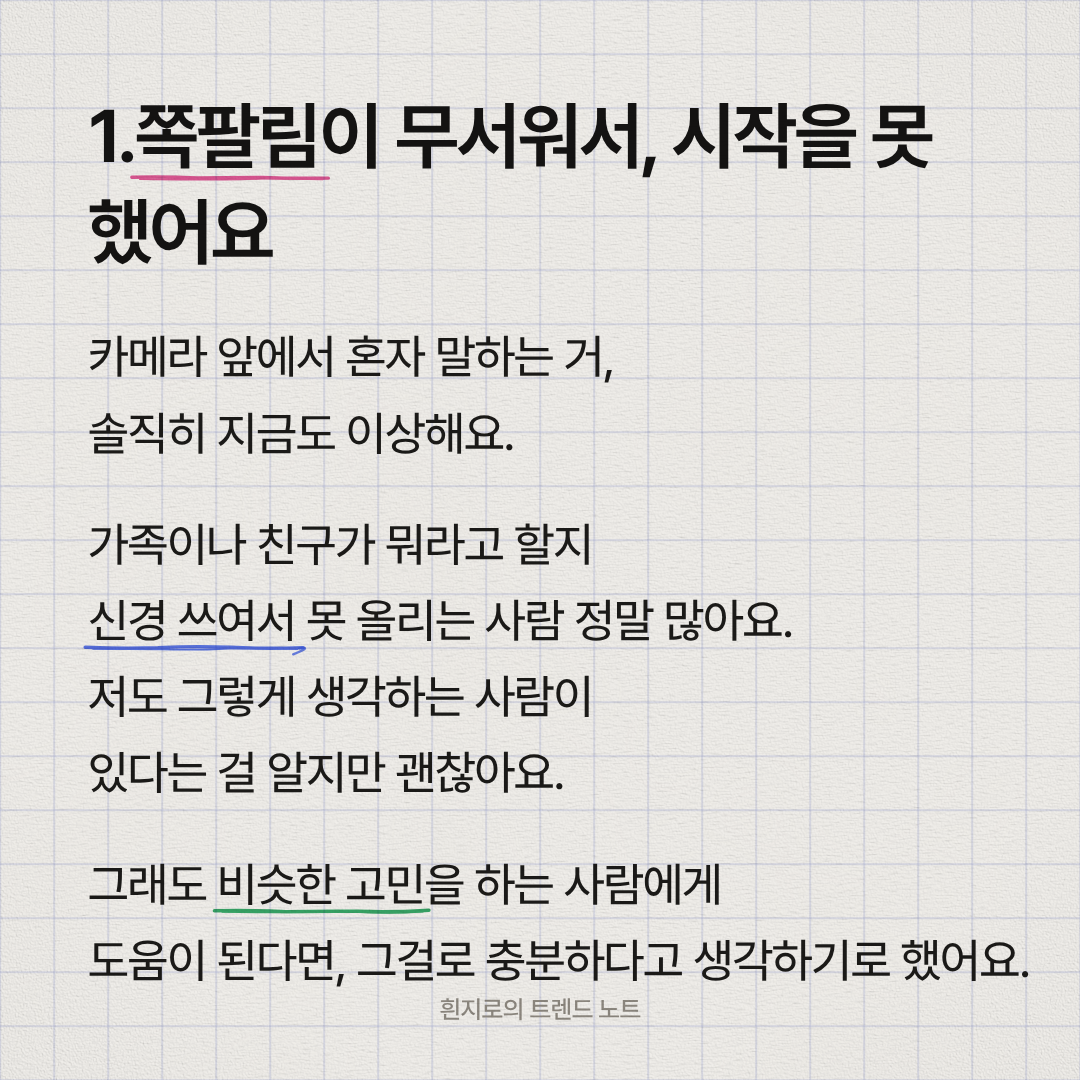 1.쪽팔림이 무서워서, 시작을 못
했어요
카메라 앞에서 혼자 말하는 거,
솔직히 지금도 이상해요.
가족이나 친구가 뭐라고 할지
신경 쓰여서 못 올리는 사람 정말 많아요.
저도 그렇게 생각하는 사람이
있다는 걸 알지만 괜찮아요.
그래도 비슷한 고민을 하는 사람에게
도움이 된다면, 그걸로 충분하다고 생각하기로 했어요.
흰지로의 트렌드 노트